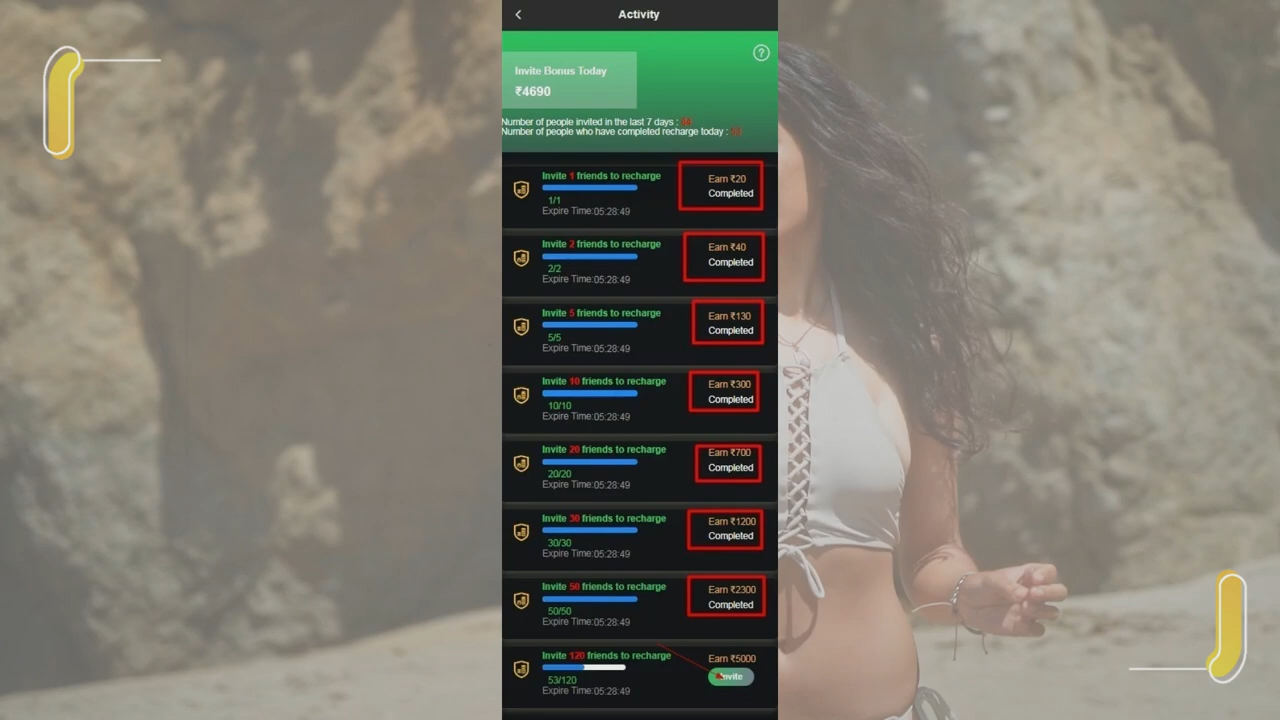 Activity
?
Invite Bonus Today
₹4690
Number of people invited in the last 7 days :
Number of people who have completed recharge today :
Invite 1 friends to recharge
Earn ₹20
Completed
1/1
Expire Time:05:28:49
Invite 2 friends to recharge
Earn ₹40
Completed
2/2
Expire Time:05:28:49
Invite 5 friends to recharge
Earn ₹130
Completed
5/5
Expire Time:05:28:49
Invite 10 friends to recharge
Earn ₹300
Completed
10/10
Expire Time:05:28:49
Invite 20 friends to recharge
Earn ₹700
Completed
20/20
Expire Time:05:28:49
Invite 30 friends to recharge
Earn ₹1200
Completed
30/30
Expire Time:05:28:49
Invite 50 friends to recharge
Earn ₹2300
Completed
50/50
Expire Time:05:28:49
Invite 120 friends to recharge
Earn ₹5000
Invite
53/120
Expire Time:05:28:49